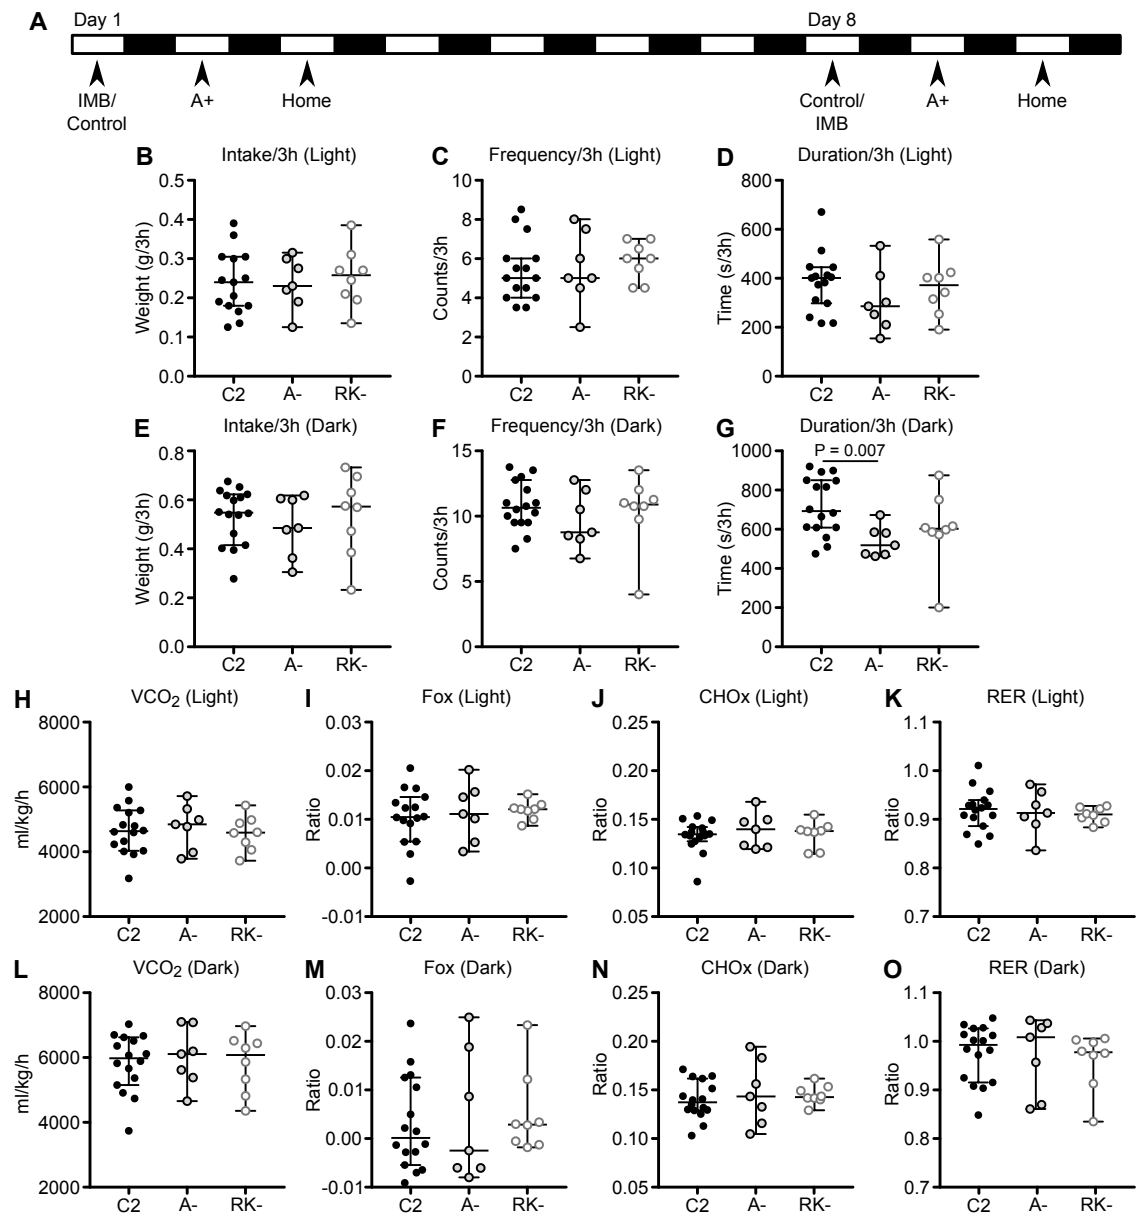 A
Day 1
Day 8
IMB/
Control
A+
Home
Control/
IMB
A+
Home
B
Intake/3h (Light)
Weight (g/3h)
0.5
0.4
0.3
0.2
0.1
0.0
C2 A- RK-
C
Frequency/3h (Light)
Counts/3h
10
8
6
4
2
0
C2 A- RK-
D
Duration/3h (Light)
Time (s/3h)
800
600
400
200
0
C2 A- RK-
E
Intake/3h (Dark)
Weight (g/3h)
0.8
0.6
0.4
0.2
0.0
C2 A- RK-
F
Frequency/3h (Dark)
Counts/3h
15
10
5
0
C2 A- RK-
G
Duration/3h (Dark)
P = 0.007
Time (s/3h)
1000
800
600
400
200
0
C2 A- RK-
H
VCO2 (Light)
ml/kg/h
8000
6000
4000
2000
C2 A- RK-
I
Fox (Light)
Ratio
0.03
0.02
0.01
0.00
-0.01
C2 A- RK-
J
CHOx (Light)
Ratio
0.25
0.20
0.15
0.10
0.05
C2 A- RK-
K
RER (Light)
Ratio
1.1
1.0
0.9
0.8
0.7
C2 A- RK-
L
VCO2 (Dark)
ml/kg/h
8000
6000
4000
2000
C2 A- RK-
M
Fox (Dark)
Ratio
0.03
0.02
0.01
0.00
-0.01
C2 A- RK-
N
CHOx (Dark)
Ratio
0.25
0.20
0.15
0.10
0.05
C2 A- RK-
O
RER (Dark)
Ratio
1.1
1.0
0.9
0.8
0.7
C2 A- RK-